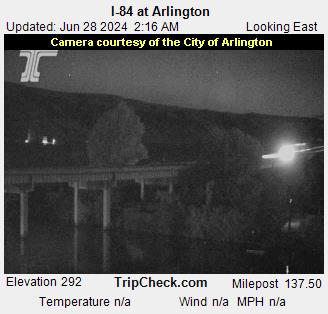 I-84 at Arlington
Updated: Jun 28 2024 2:16 AM Looking East
Camera courtesy of the City of Arlington
Elevation 292 TripCheck.com Milepost 137.50
Temperature n/a Wind n/a MPH n/a